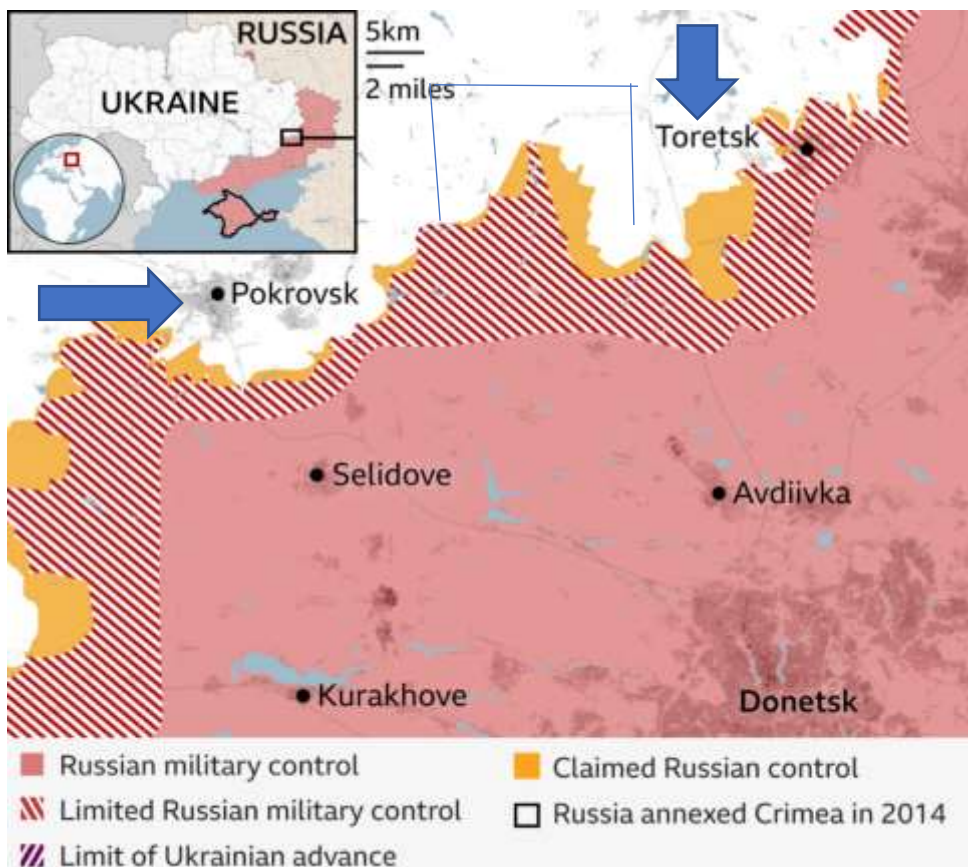 RUSSIA
5km
2 miles
UKRAINE
Toretsk
Pokrovsk
Selidove
Avdiivka
Kurakhove
Donetsk
Russian military control
Claimed Russian control
Limited Russian military control
Russia annexed Crimea in 2014
Limit of Ukrainian advance